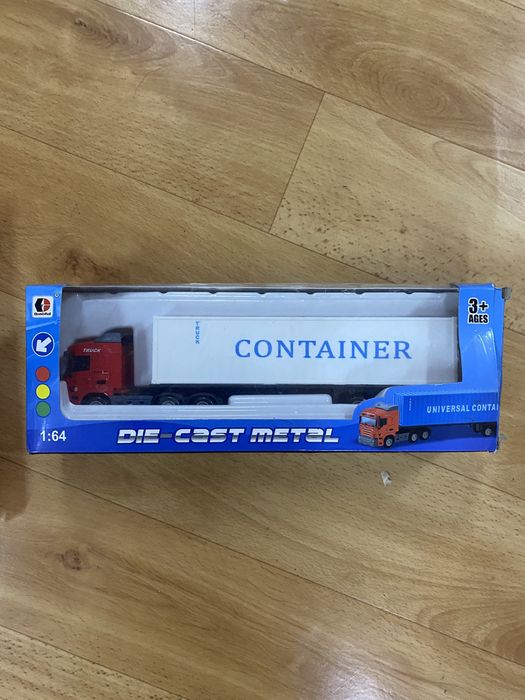 3+
AGES
TRUCK
CONTAINER
TRUCK
UNIVERSAL CONTAI
1:64
DIE-CAST METAL